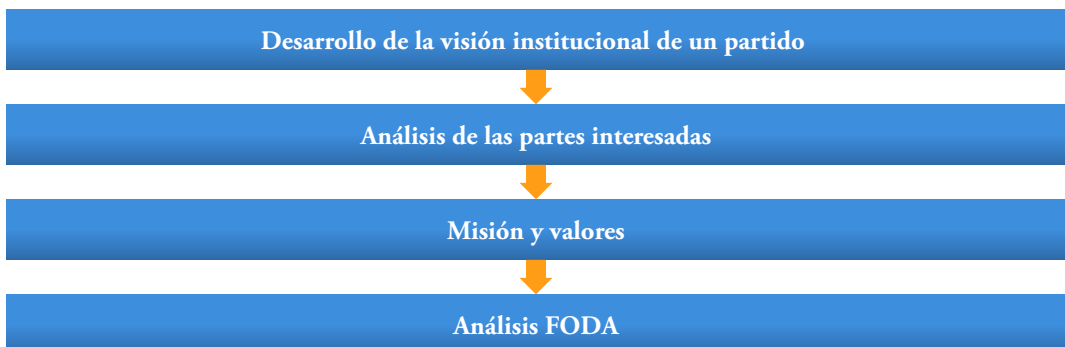 Desarrollo de la visión institucional de un partido
Análisis de las partes interesadas
Misión y valores
Análisis FODA